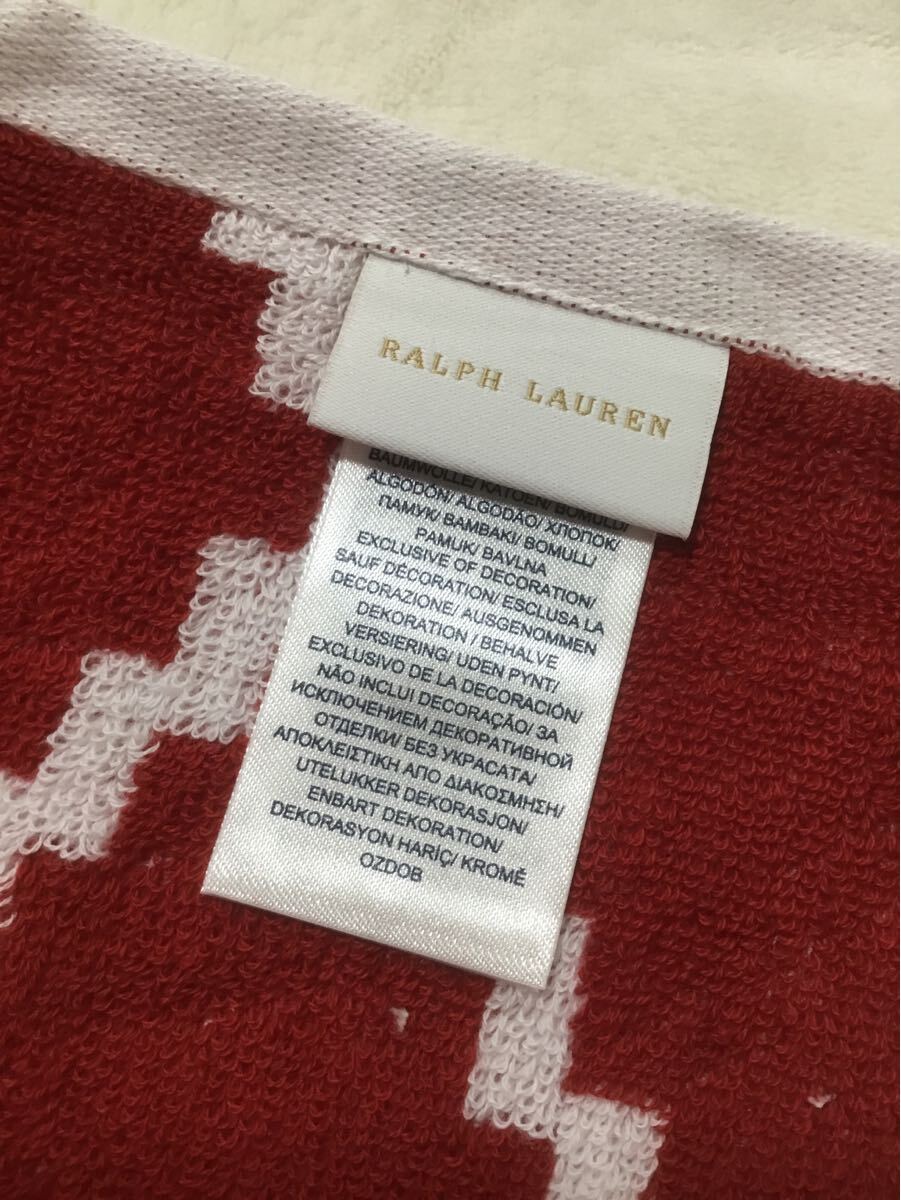 RALPH LAUREN
BAUMWOLLE/ KATOEN/ BOMULD/
ALGODÓN/ ALGODÃO/ ХЛОПОК/
ПАМУК/ ΒΑΜΒΑΚΙ/ BOMULL/
PAMUK/ BAVLNA
EXCLUSIVE OF DECORATION/
SAUF DÉCORATION/ ESCLUSA LA
DECORAZIONE/ AUSGENOMMEN
DEKORATION / BEHALVE
VERSIERING/ UDEN PYNT/
EXCLUSIVO DE LA DECORACIÓN/
NÃO INCLUI DECORAÇÃO/ ЗА
ИСКЛЮЧЕНИЕМ ДЕКОРАТИВНОЙ
ОТДЕЛКИ/ БЕЗ УКРАСАТА/
ΑΠΟΚΛΕΙΣΤΙΚΗ ΑΠΟ ΔΙΑΚΟΣΜΗΣΗ/
UTELUKKER DEKORASJON/
ENBART DEKORATION/
DEKORASYON HARİÇ/ KROMĚ
OZDOB